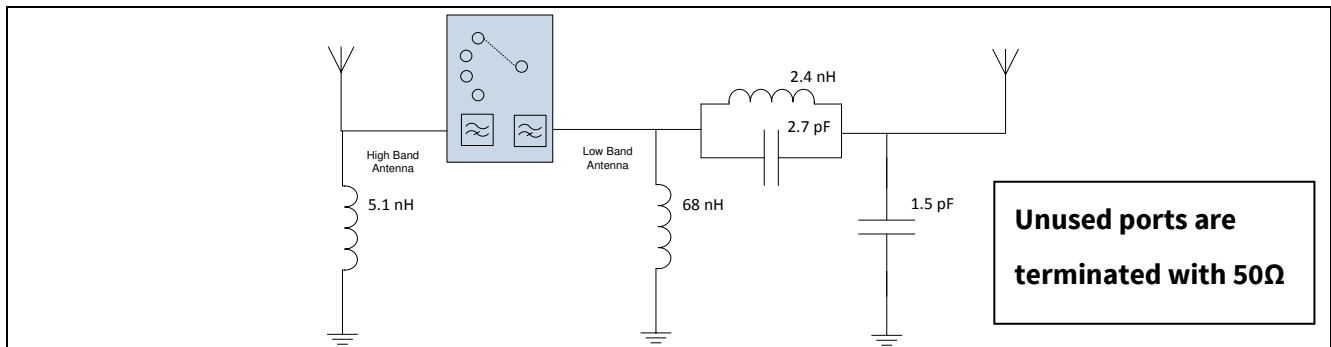 2.4 nH
2.7 pF
High Band
Antenna
Low Band
Antenna
5.1 nH
68 nH
1.5 pF
Unused ports are
terminated with 50Ω